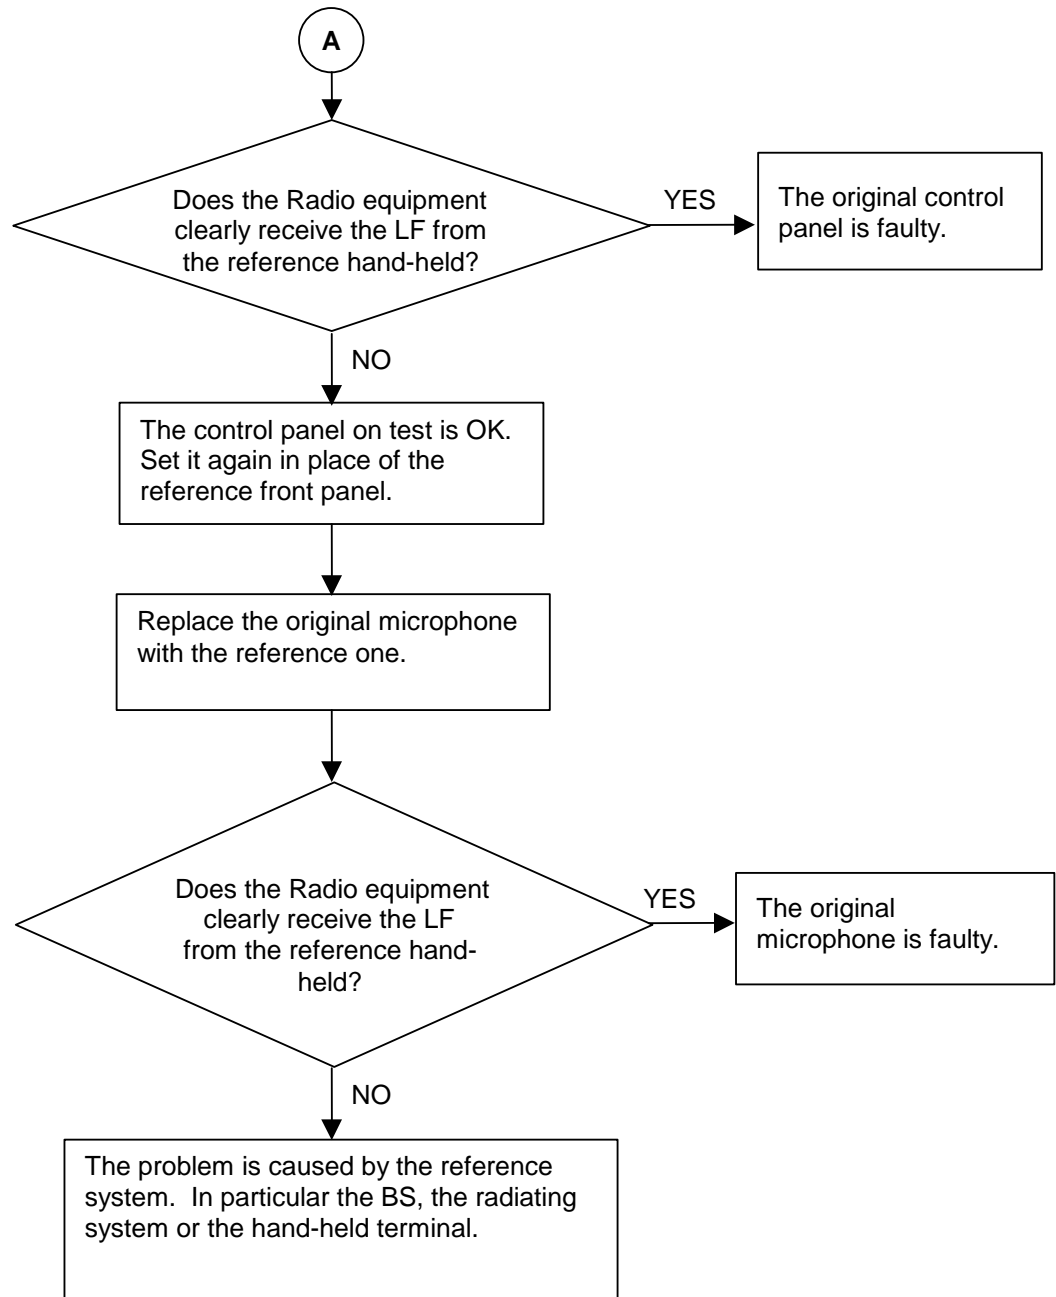 A
Does the Radio equipment
clearly receive the LF from
the reference hand-held?
YES
The original control
panel is faulty.
NO
The control panel on test is OK.
Set it again in place of the
reference front panel.
Replace the original microphone
with the reference one.
Does the Radio equipment
clearly receive the LF
from the reference hand-
held?
YES
The original
microphone is faulty.
NO
The problem is caused by the reference
system.  In particular the BS, the radiating
system or the hand-held terminal.